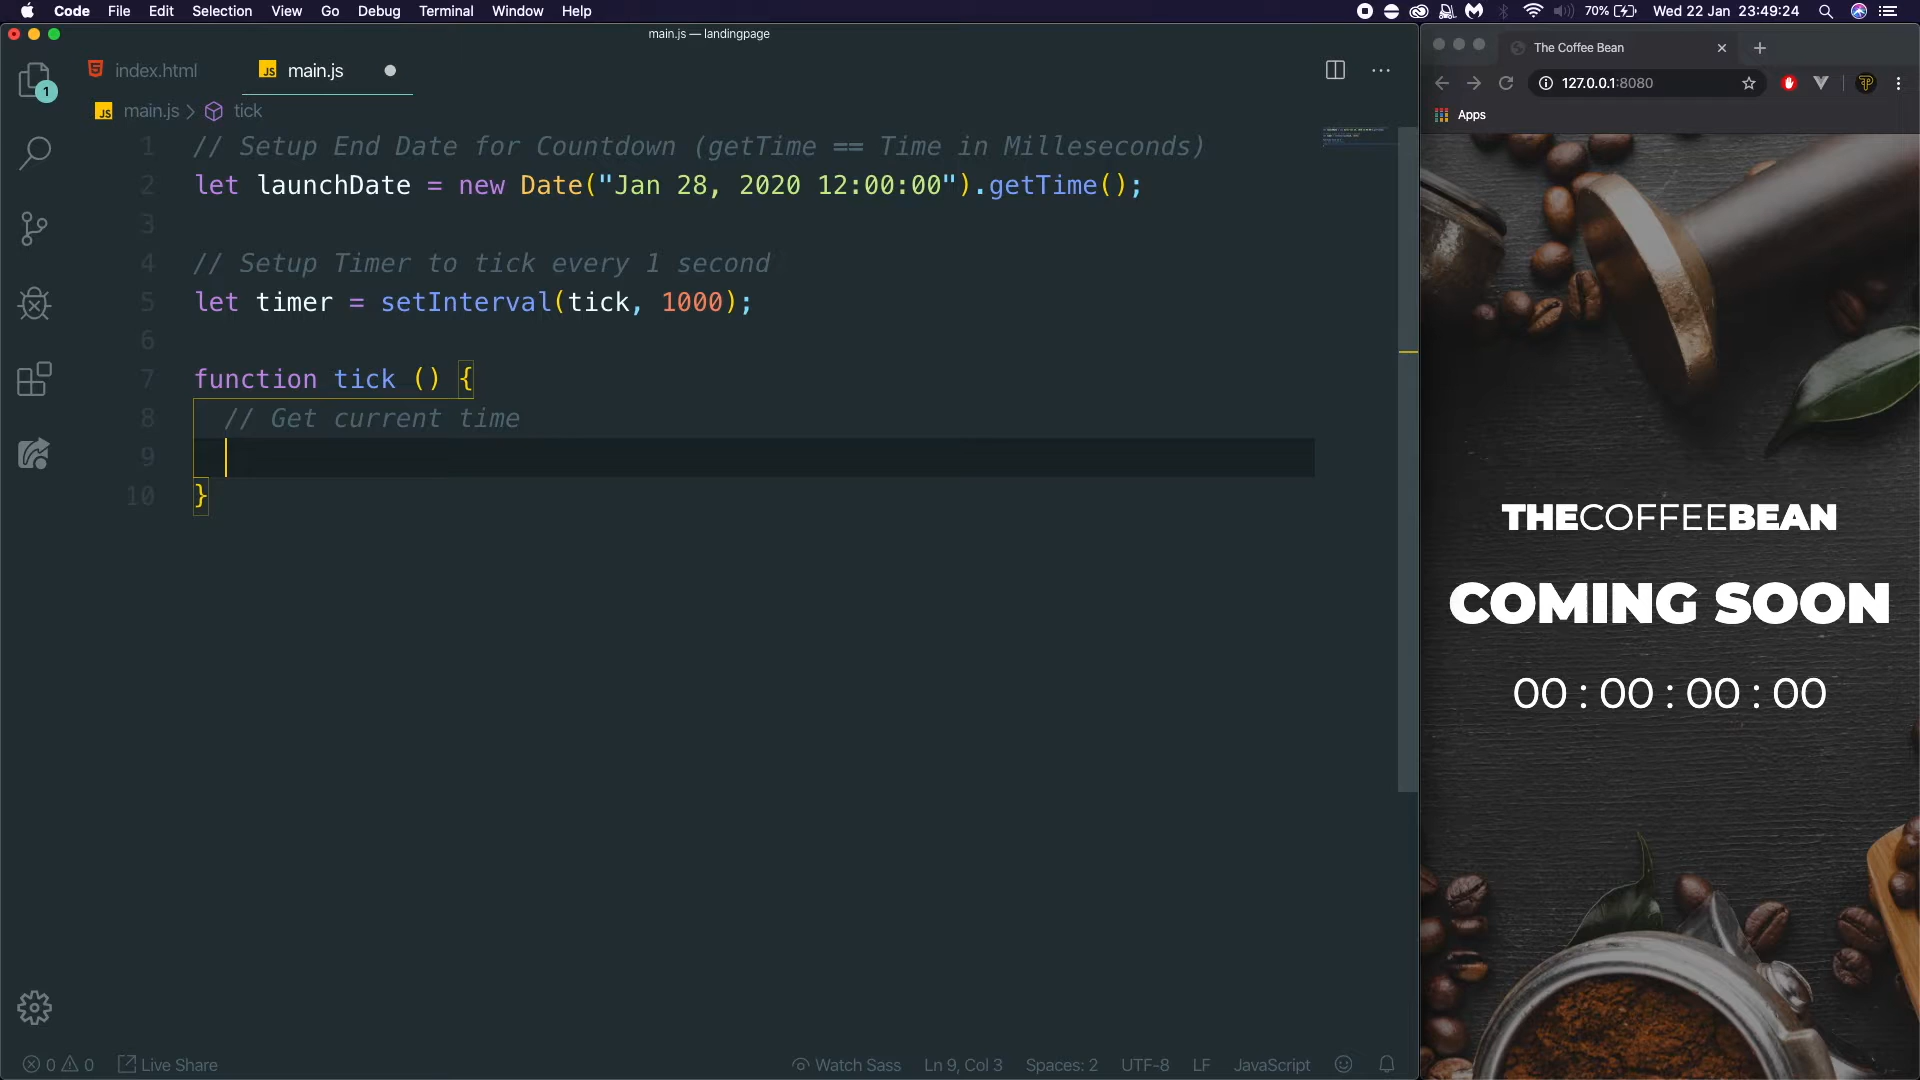 Code File Edit Selection View Go Debug Terminal Window Help 70% Wed 22 Jan 23:49:24
main.js — landingpage
index.html JS main.js
JS main.js > tick
1 // Setup End Date for Countdown (getTime == Time in Milleseconds)
2 let launchDate = new Date("Jan 28, 2020 12:00:00").getTime();
3
4 // Setup Timer to tick every 1 second
5 let timer = setInterval(tick, 1000);
6
7 function tick () {
8 // Get current time
9
10 }
1
0 0 Live Share Watch Sass Ln 9, Col 3 Spaces: 2 UTF-8 LF JavaScript
The Coffee Bean
127.0.0.1:8080
Apps
THECOFFEEBEAN
COMING SOON
00 : 00 : 00 : 00